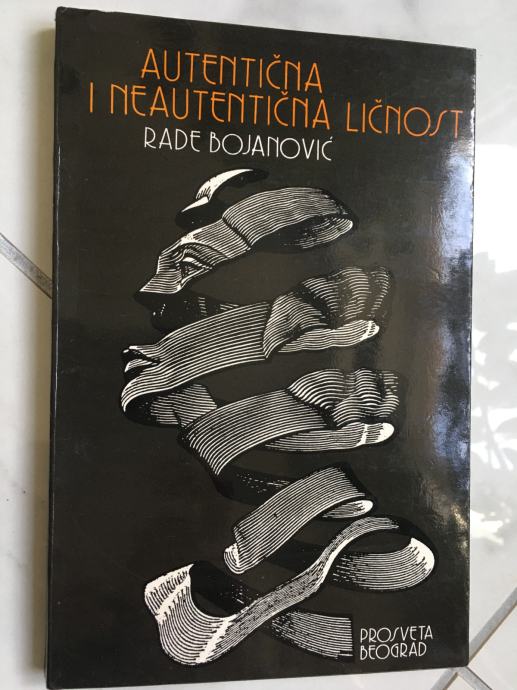 AUTENTIČNA
I NEAUTENTIČNA LIČNOST
RADE BOJANOVIĆ
PROSVETA
BEOGRAD